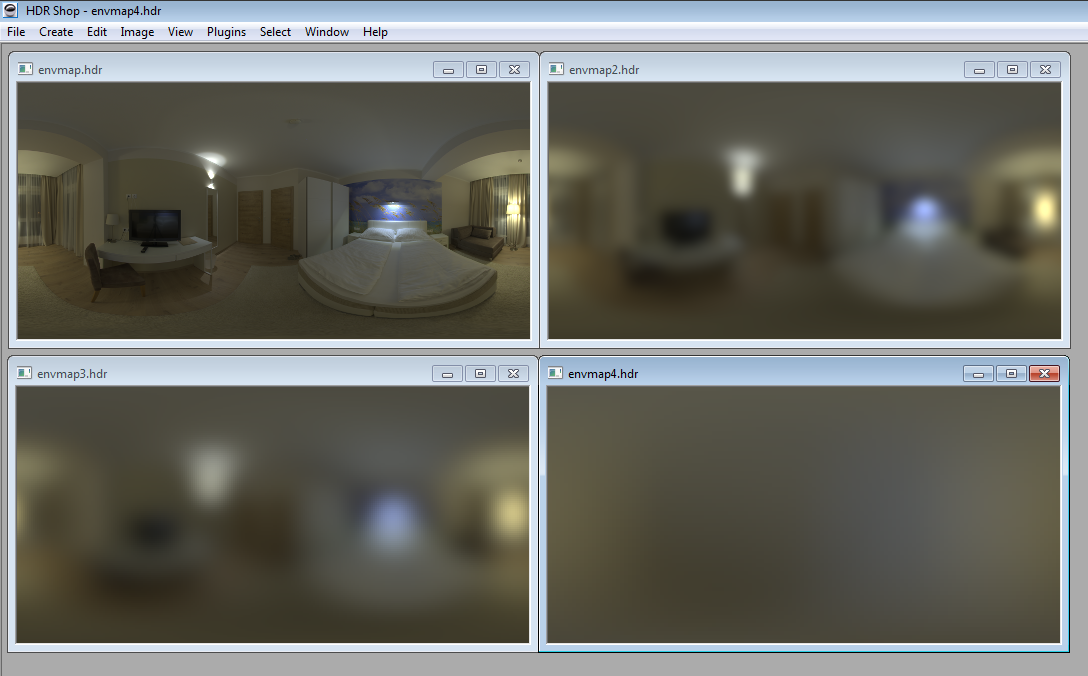 HDR Shop - envmap4.hdr
File Create Edit Image View Plugins Select Window Help
envmap.hdr
envmap2.hdr
envmap3.hdr
envmap4.hdr